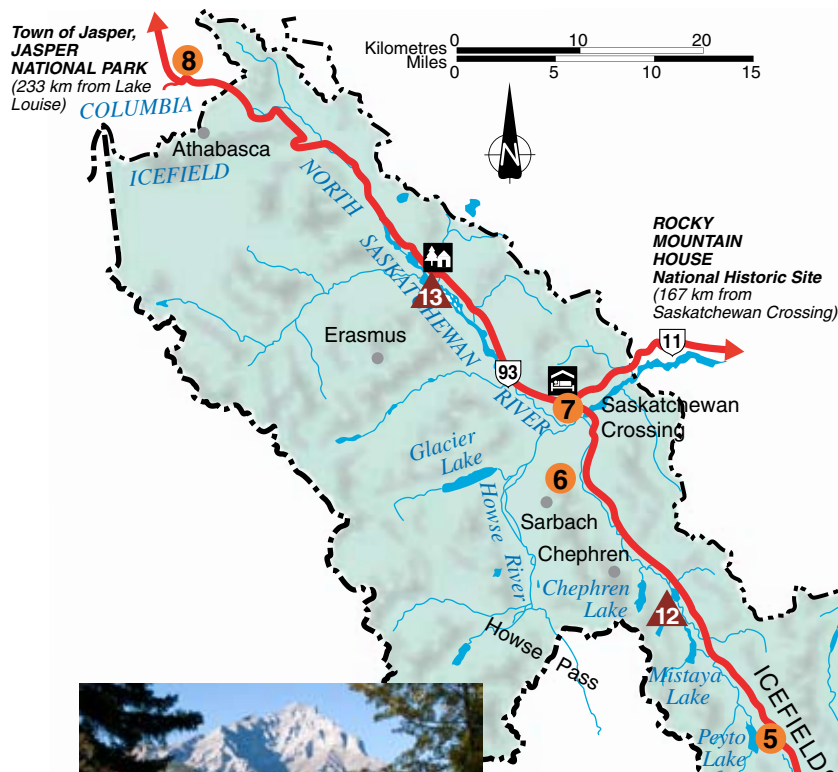 Town of Jasper,
JASPER
NATIONAL PARK
(233 km from Lake
Louise)
8
Kilometres
0
10
20
Miles
0
5
10
15
COLUMBIA
ICEFIELD
Athabasca
N
NORTH
SASKATCHEWAN
RIVER
13
ROCKY
MOUNTAIN
HOUSE
National Historic Site
(167 km from
Saskatchewan Crossing)
11
Erasmus
93
7
Saskatchewan
Crossing
Glacier
Lake
6
Sarbach
Howse
River
Chephren
Chephren
Lake
12
Howse Pass
Mistaya
Lake
ICEFIELDS
Peyto
Lake
5